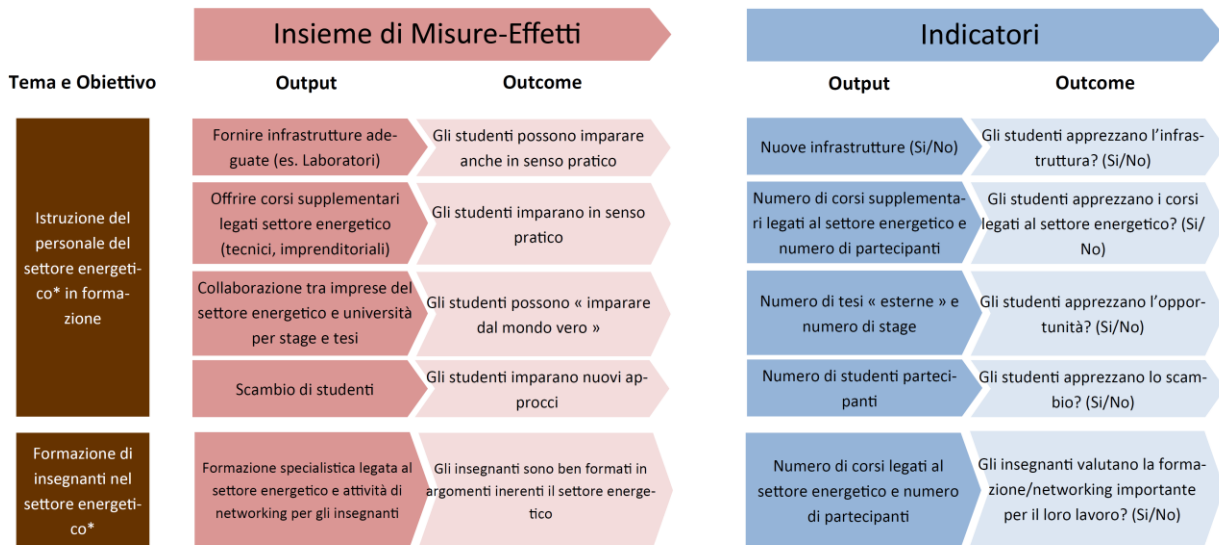 Insieme di Misure-Effetti
Indicatori
Tema e Obiettivo
Output
Outcome
Output
Outcome
Istruzione del
personale del
settore energeti-
co* in forma-
zione
Fornire infrastrutture ade-
guate (es. Laboratori)
Gli studenti possono imparare
anche in senso pratico
Nuove infrastrutture (Si/No)
Gli studenti apprezzano l'infras-
truttura? (Si/No)
Offrire corsi supplementari
legati settore energetico
(tecnici, imprenditoriali)
Gli studenti imparano in senso
pratico
Numero di corsi supplementa-
ri legati al settore energetico e
numero di partecipanti
Gli studenti apprezzano i corsi
legati al settore energetico? (Si/
No)
Collaborazione tra imprese del
settore energetico e università
per stage e tesi
Gli studenti possono « imparare
dal mondo vero »
Numero di tesi « esterne » e
numero di stage
Gli studenti apprezzano l'oppor-
tunità? (Si/No)
Scambio di studenti
Gli studenti imparano nuovi ap-
procci
Numero di studenti parteci-
panti
Gli studenti apprezzano lo scam-
bio? (Si/No)
Formazione di
insegnanti nel
settore energeti-
co*
Formazione specialistica legata al
settore energetico e attività di
networking per gli insegnanti
Gli insegnanti sono ben formati in
argomenti inerenti il settore energe-
tico
Numero di corsi legati al
settore energetico e numero
di partecipanti
Gli insegnanti valutano la forma-
zione/networking importante
per il loro lavoro? (Si/No)